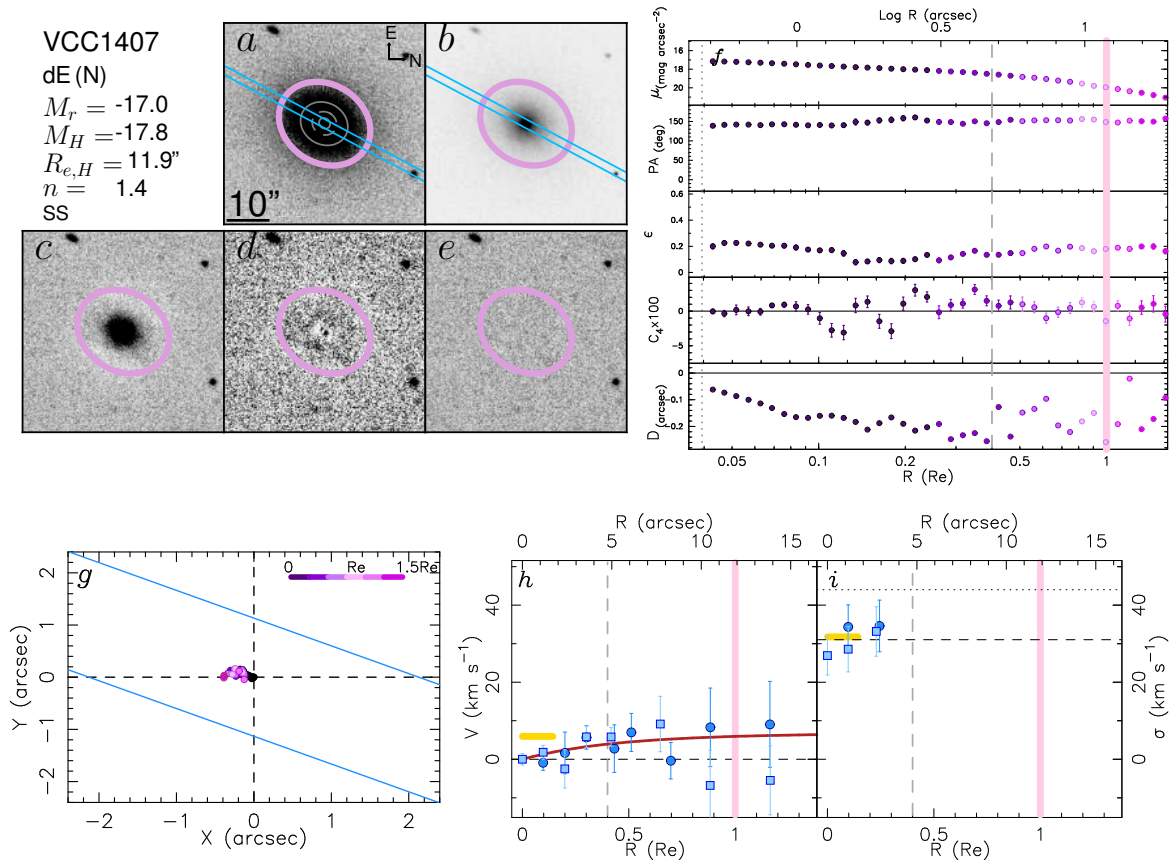 VCC1407
dE (N)
M_r = -17.0
M_H = -17.8
R_{e,H} = 11.9"
n = 1.4
SS
a
E
N
10"
b
c
d
e
Log R (arcsec)
0 0.5 1
f
μ(mag arcsec⁻²)
16
18
20
PA (deg)
150
100
50
0
ε
0.6
0.4
0.2
0
C₄x100
5
0
−5
D (arcsec)
0
−0.2
0.05 0.1 0.2 0.5 1
R (Re)
g
0 Re 1.5Re
Y (arcsec)
2
1
0
−1
−2
−2 −1 0 1 2
X (arcsec)
R (arcsec)
0 5 10 15
h
V (km s⁻¹)
40
20
0
0 0.5 1
R (Re)
R (arcsec)
0 5 10 15
i
40
20
0
σ (km s⁻¹)
0 0.5 1
R (Re)